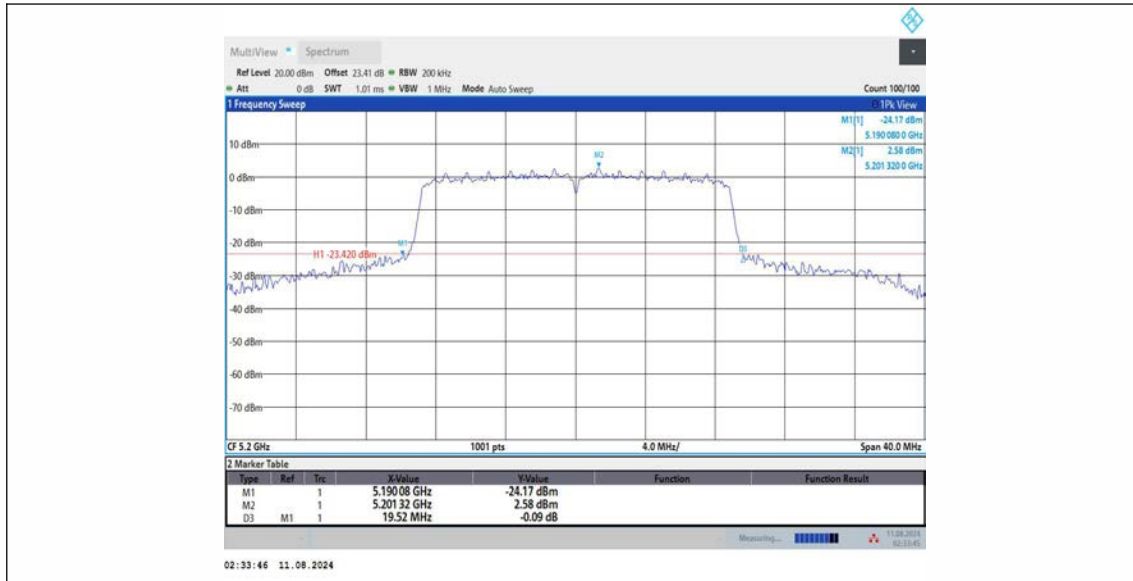 MultiView Spectrum
Ref Level 20.00 dBm Offset 23.41 dB RBW 200 kHz
Att 0 dB SWT 1.01 ms VBW 1 MHz Mode Auto Sweep Count 100/100
1 Frequency Sweep 1Pk View
M1[1] -24.17 dBm
5.190 080 0 GHz
M2[1] 2.58 dBm
5.201 320 0 GHz
10 dBm
M2
0 dBm
-10 dBm
-20 dBm
M1
D3
H1 -23.420 dBm
-30 dBm
-40 dBm
-50 dBm
-60 dBm
-70 dBm
CF 5.2 GHz 1001 pts 4.0 MHz/ Span 40.0 MHz
2 Marker Table
Type Ref Trc X-Value Y-Value Function Function Result
M1 1 5.190 08 GHz -24.17 dBm
M2 1 5.201 32 GHz 2.58 dBm
D3 M1 1 19.52 MHz -0.09 dB
Measuring... 11.08.2024
02:33:45
02:33:46 11.08.2024